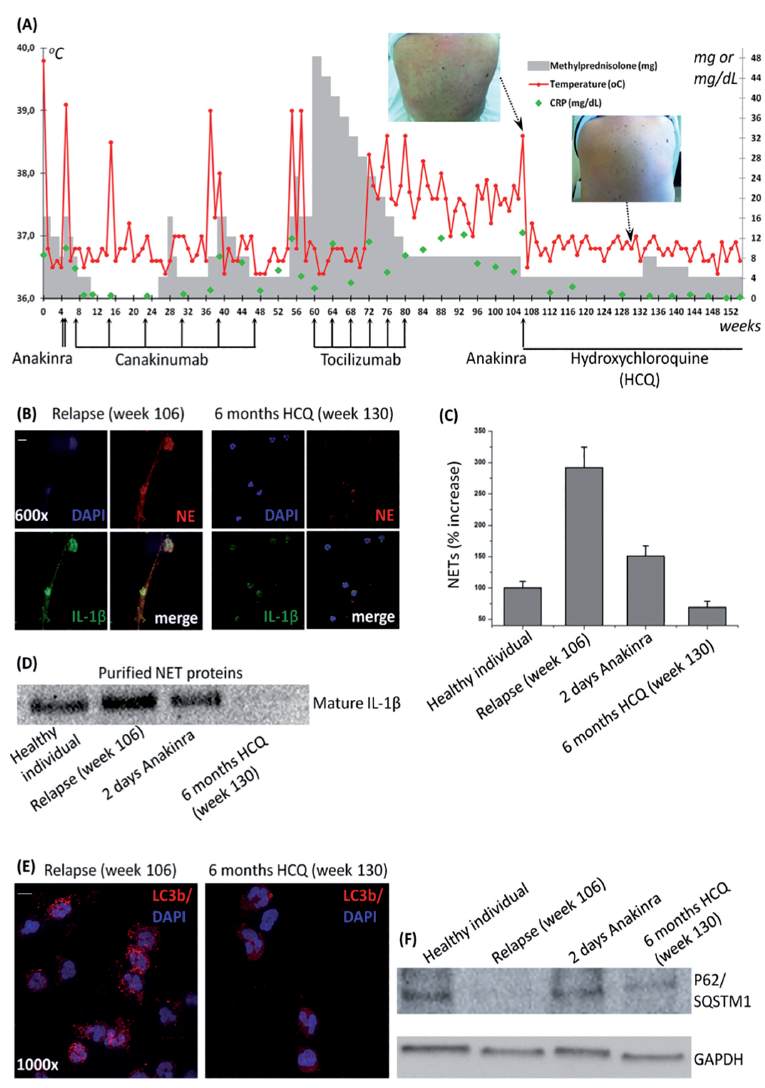 (A)
40,0
39,0
38,0
37,0
36,0
°C
mg or
mg/dL
48
44
40
36
32
28
24
20
16
12
8
4
0
Methylprednisolone (mg)
Temperature (oC)
CRP (mg/dL)
0 4 8 12 16 20 24 28 32 36 40 44 48 52 56 60 64 68 72 76 80 84 88 92 96 100 104 108 112 116 120 124 128 132 136 140 144 148 152
weeks
Anakinra
Canakinumab
Tocilizumab
Anakinra
Hydroxychloroquine
(HCQ)
(B)
Relapse (week 106)
6 months HCQ (week 130)
600x
DAPI
NE
DAPI
NE
IL-1β
merge
IL-1β
merge
(C)
NETs (% increase)
350
300
250
200
150
100
50
Healthy
individual
Relapse (week 106)
2 days Anakinra
6 months HCQ (week 130)
(D)
Purified NET proteins
Mature IL-1β
Healthy
individual
Relapse (week 106)
2 days Anakinra
6 months HCQ
(week 130)
(E)
Relapse (week 106)
6 months HCQ (week 130)
LC3b/
DAPI
LC3b/
DAPI
1000x
(F)
Healthy individual
Relapse (week 106)
2 days Anakinra
6 months HCQ
(week 130)
P62/
SQSTM1
GAPDH